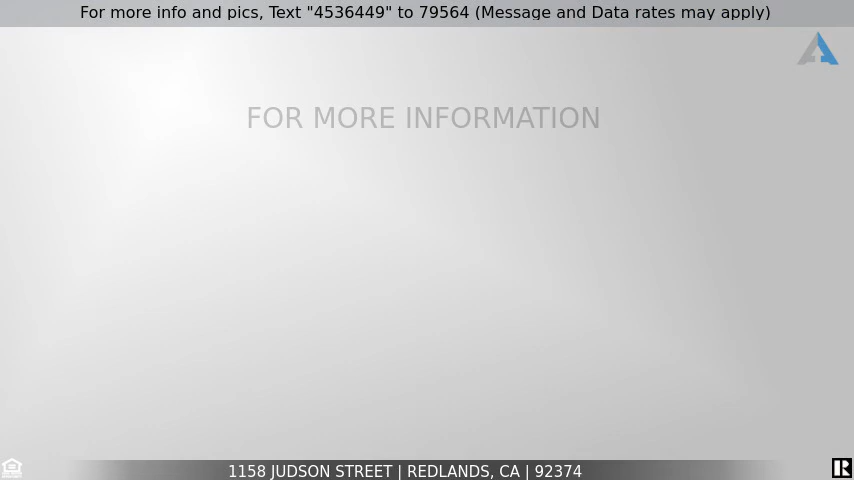 For more info and pics, Text "4536449" to 79564 (Message and Data rates may apply)
FOR MORE INFORMATION
1158 JUDSON STREET | REDLANDS, CA | 92374